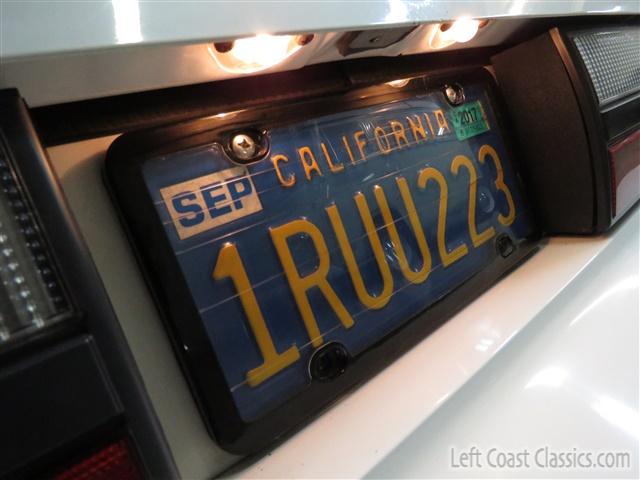 CALIFORNIA
2017
SEP
1RUU223
Left Coast Classics.com